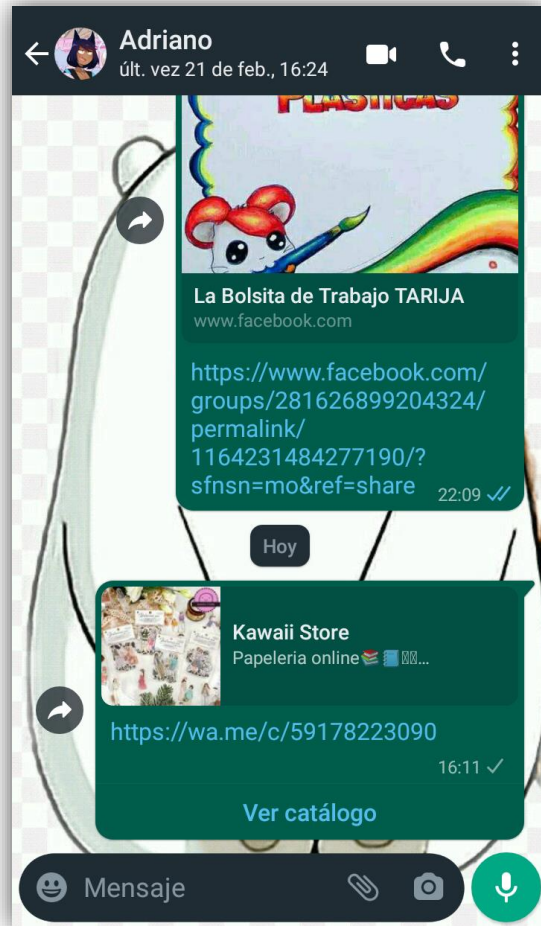 Adriano
últ. vez 21 de feb., 16:24
PLASTICAS
La Bolsita de Trabajo TARIJA
www.facebook.com
https://www.facebook.com/
groups/281626899204324/
permalink/
1164231484277190/?
sfnsn=mo&ref=share
22:09
Hoy
Kawaii Store
Papeleria online📚📘...
https://wa.me/c/59178223090
16:11
Ver catálogo
Mensaje